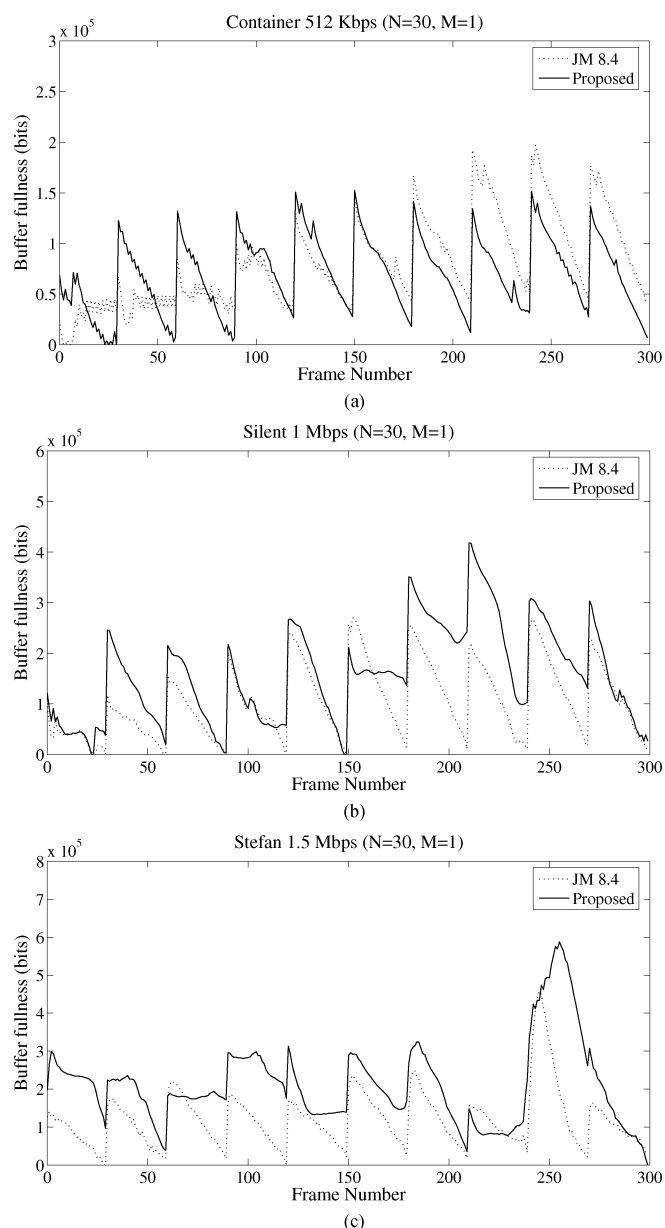 Container 512 Kbps (N=30, M=1)
x 10^5
3
2.5
2
1.5
1
0.5
0
Buffer fullness (bits)
JM 8.4
Proposed
0 50 100 150 200 250 300
Frame Number
(a)
Silent 1 Mbps (N=30, M=1)
x 10^5
6
5
4
3
2
1
0
Buffer fullness (bits)
JM 8.4
Proposed
0 50 100 150 200 250 300
Frame Number
(b)
Stefan 1.5 Mbps (N=30, M=1)
x 10^5
8
7
6
5
4
3
2
1
0
Buffer fullness (bits)
JM 8.4
Proposed
0 50 100 150 200 250 300
Frame Number
(c)